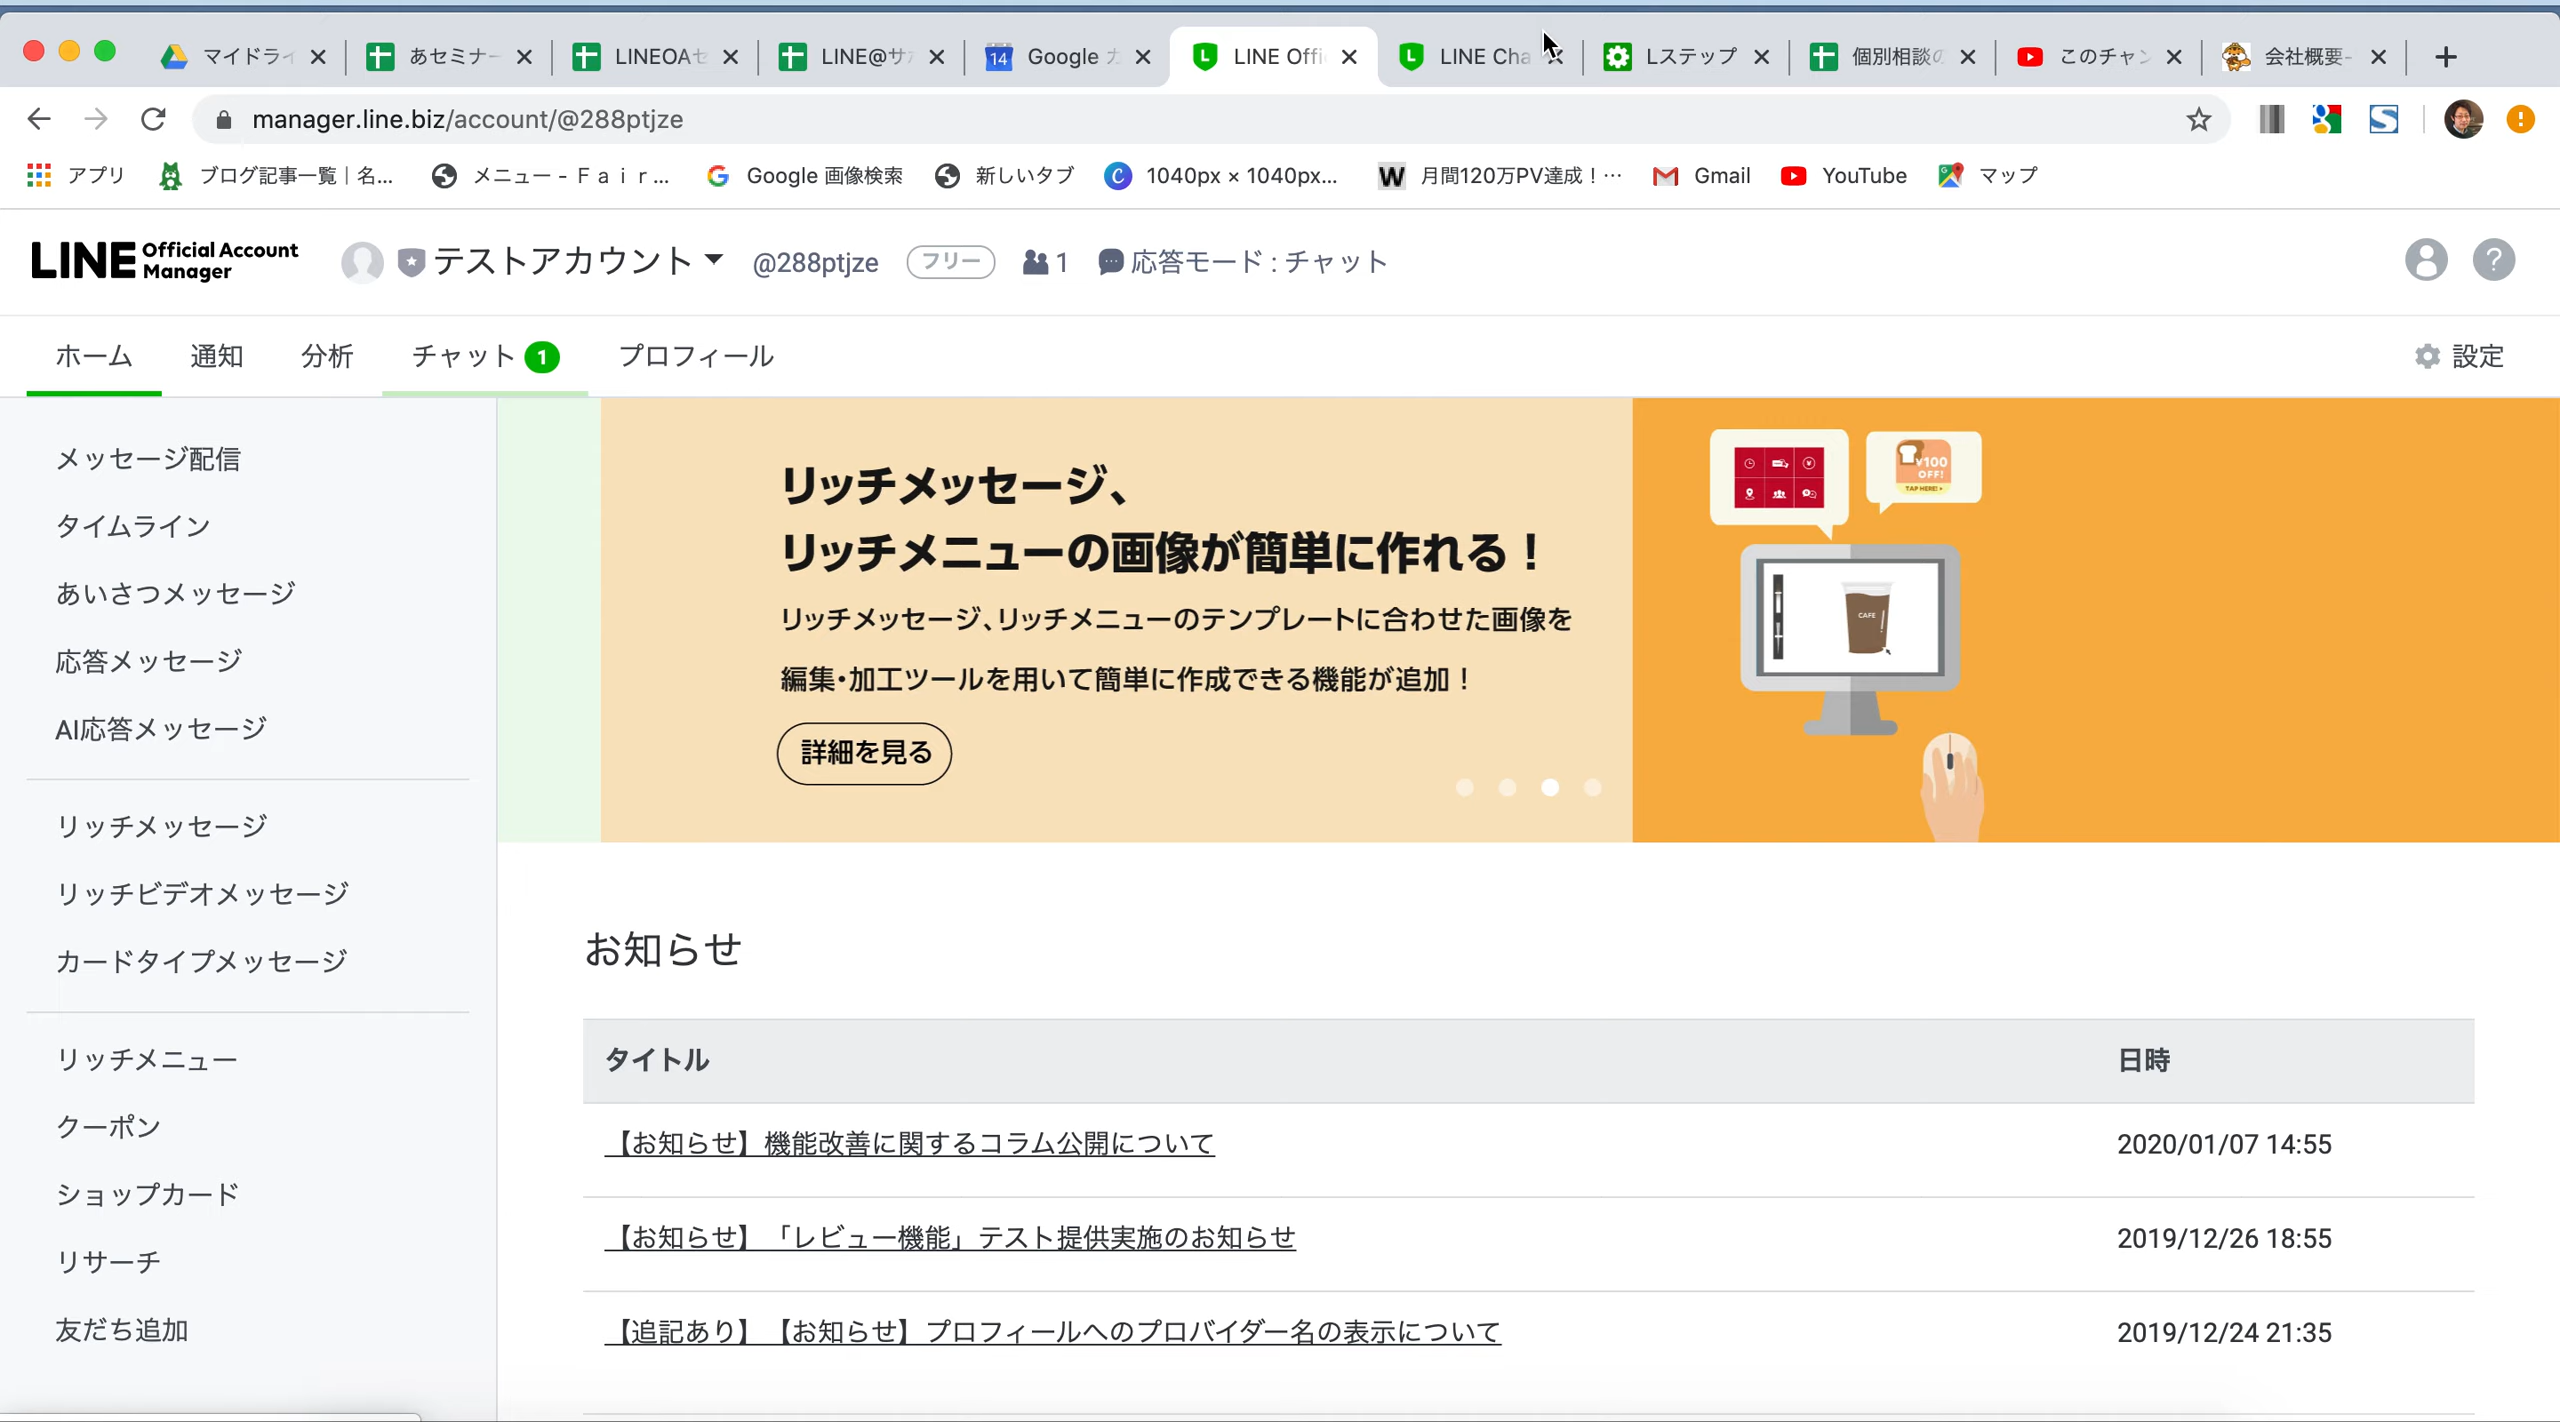 マイドライ
あセミナー
LINEOAセ
LINE@サポ
14
Google カ
LINE Offi
LINE Cha
Lステップ
個別相談の
このチャン
会社概要-
manager.line.biz/account/@288ptjze
アプリ
ブログ記事一覧｜名...
メニュー - Ｆａｉｒ...
Google 画像検索
新しいタブ
1040px × 1040px...
月間120万PV達成！…
Gmail
YouTube
マップ
LINE Official Account Manager
テストアカウント
@288ptjze
フリー
1
応答モード : チャット
ホーム
通知
分析
チャット 1
プロフィール
設定
メッセージ配信
タイムライン
あいさつメッセージ
応答メッセージ
AI応答メッセージ
リッチメッセージ
リッチビデオメッセージ
カードタイプメッセージ
リッチメニュー
クーポン
ショップカード
リサーチ
友だち追加
リッチメッセージ、
リッチメニューの画像が簡単に作れる！
リッチメッセージ、リッチメニューのテンプレートに合わせた画像を
編集・加工ツールを用いて簡単に作成できる機能が追加！
詳細を見る
¥100
OFF!
TAP HERE!
CAFE
お知らせ
タイトル
日時
【お知らせ】機能改善に関するコラム公開について
2020/01/07 14:55
【お知らせ】「レビュー機能」テスト提供実施のお知らせ
2019/12/26 18:55
【追記あり】【お知らせ】プロフィールへのプロバイダー名の表示について
2019/12/24 21:35